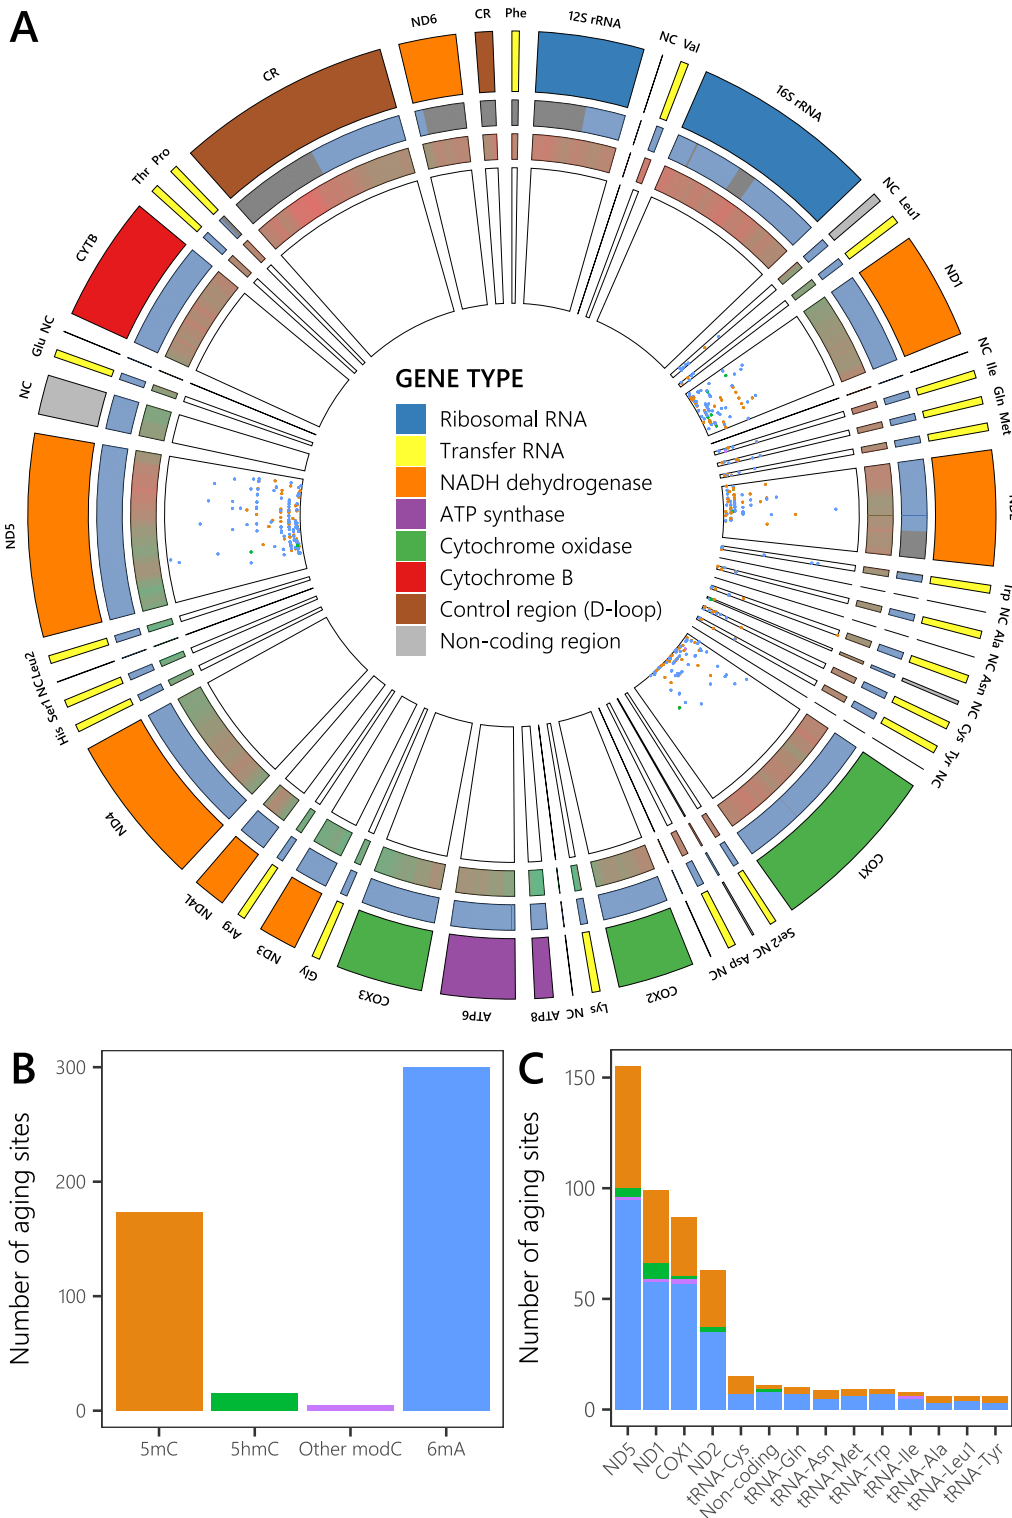 A
ND6
CR
Phe
12S rRNA
NC
Val
16S rRNA
NC
Leu1
ND1
NC
Ile
Gln
Met
Trp
NC
Ala
NC
Asn
NC
Cys
Tyr
NC
COX1
Ser2
NC
Asp
NC
COX2
Lys
NC
ATP8
ATP6
COX3
Gly
ND3
Arg
ND4L
ND4
His
Ser1
NC
Leu2
ND5
NC
Glu
NC
CYTB
Thr
Pro
CR
GENE TYPE
Ribosomal RNA
Transfer RNA
NADH dehydrogenase
ATP synthase
Cytochrome oxidase
Cytochrome B
Control region (D-loop)
Non-coding region
B
Number of aging sites
300
200
100
0
5mC
5hmC
Other modC
6mA
C
Number of aging sites
150
100
50
0
ND5
ND1
COX1
ND2
tRNA-Cys
Non-coding
tRNA-Gln
tRNA-Asn
tRNA-Met
tRNA-Trp
tRNA-Ile
tRNA-Ala
tRNA-Leu1
tRNA-Tyr